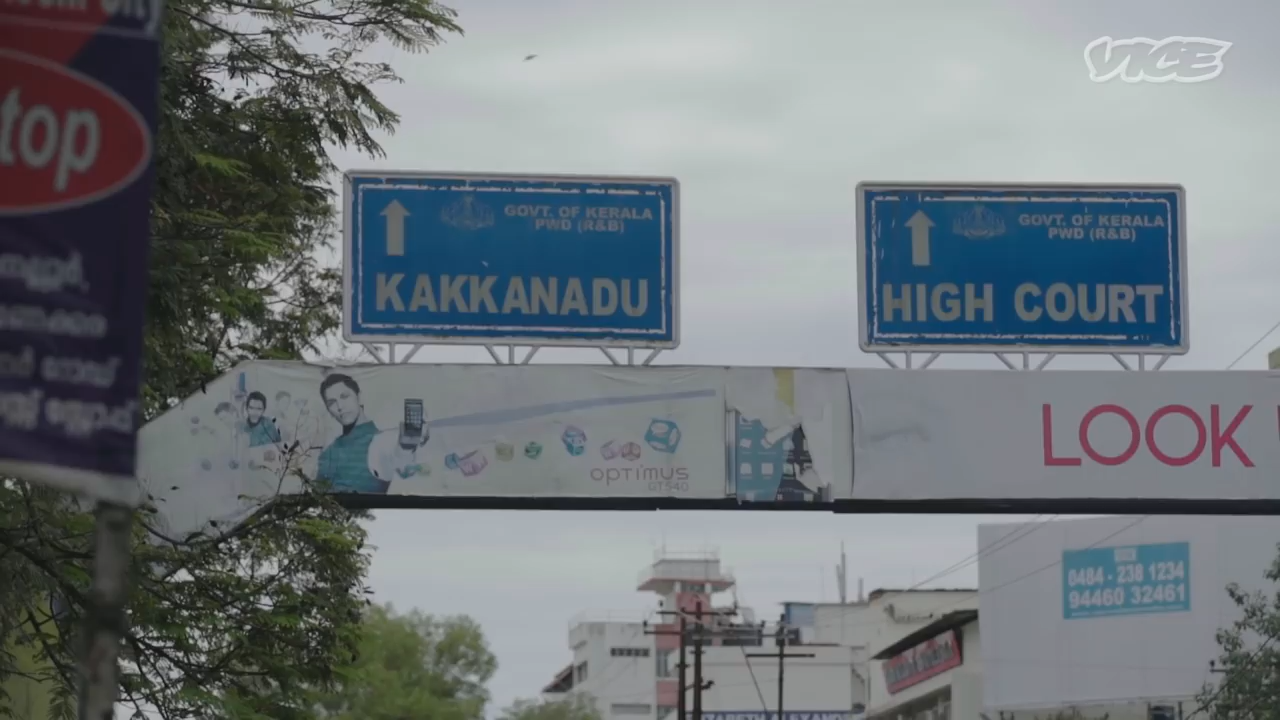 VICE
top
GOVT. OF KERALA
PWD (R&B)
KAKKANADU
GOVT. OF KERALA
PWD (R&B)
HIGH COURT
optimus
GT540
LOOK
0484 - 238 1234
94460 32461